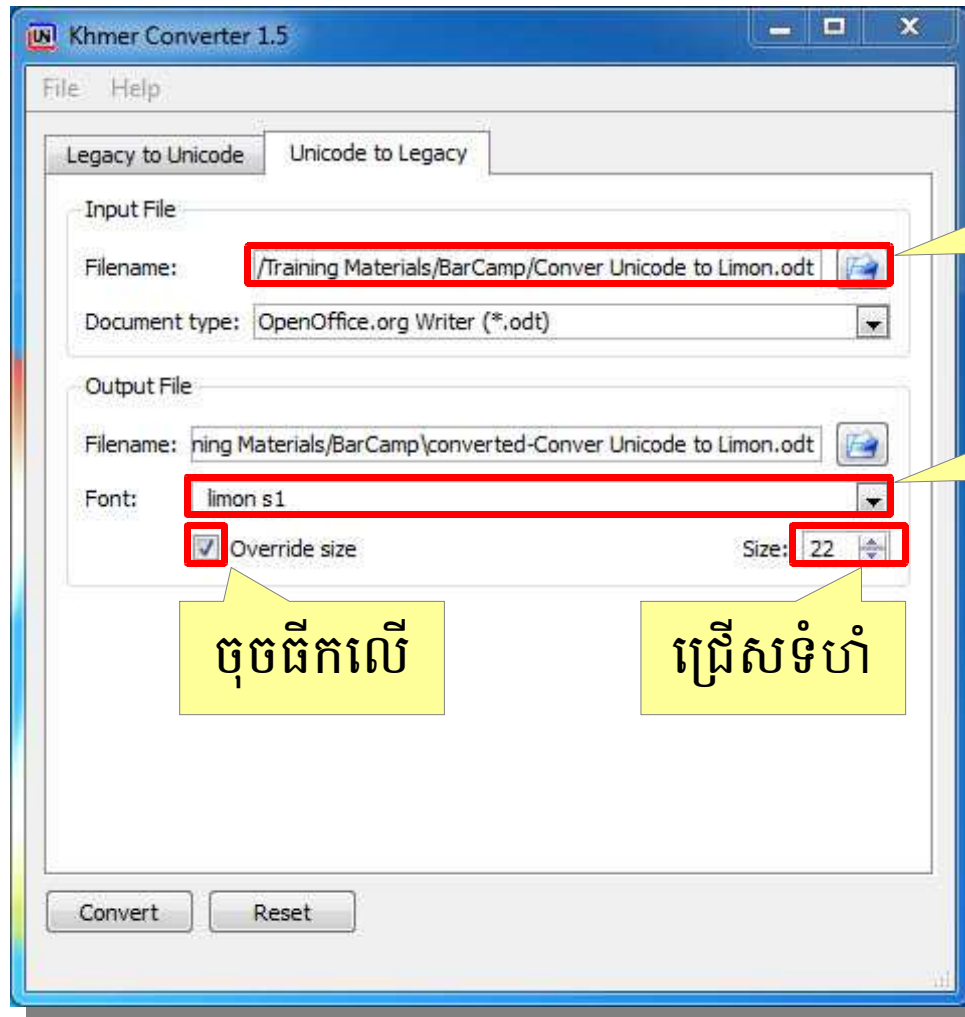 Khmer Converter 1.5
File Help
Legacy to Unicode Unicode to Legacy
Input File
Filename: /Training Materials/BarCamp/Conver Unicode to Limon.odt
Document type: OpenOffice.org Writer (*.odt)
Output File
Filename: ning Materials/BarCamp\converted-Conver Unicode to Limon.odt
Font: limon s1
Override size Size: 22
ចុចធីកលើ ជ្រើសទំហំ
Convert Reset